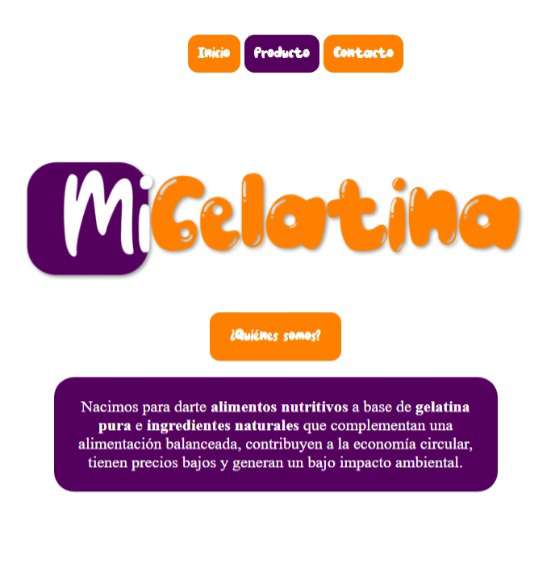 Inicio Producto Contacto
MiGelatina
¿Quiénes somos?
Nacimos para darte alimentos nutritivos a base de gelatina
pura e ingredientes naturales que complementan una
alimentación balanceada, contribuyen a la economía circular,
tienen precios bajos y generan un bajo impacto ambiental.